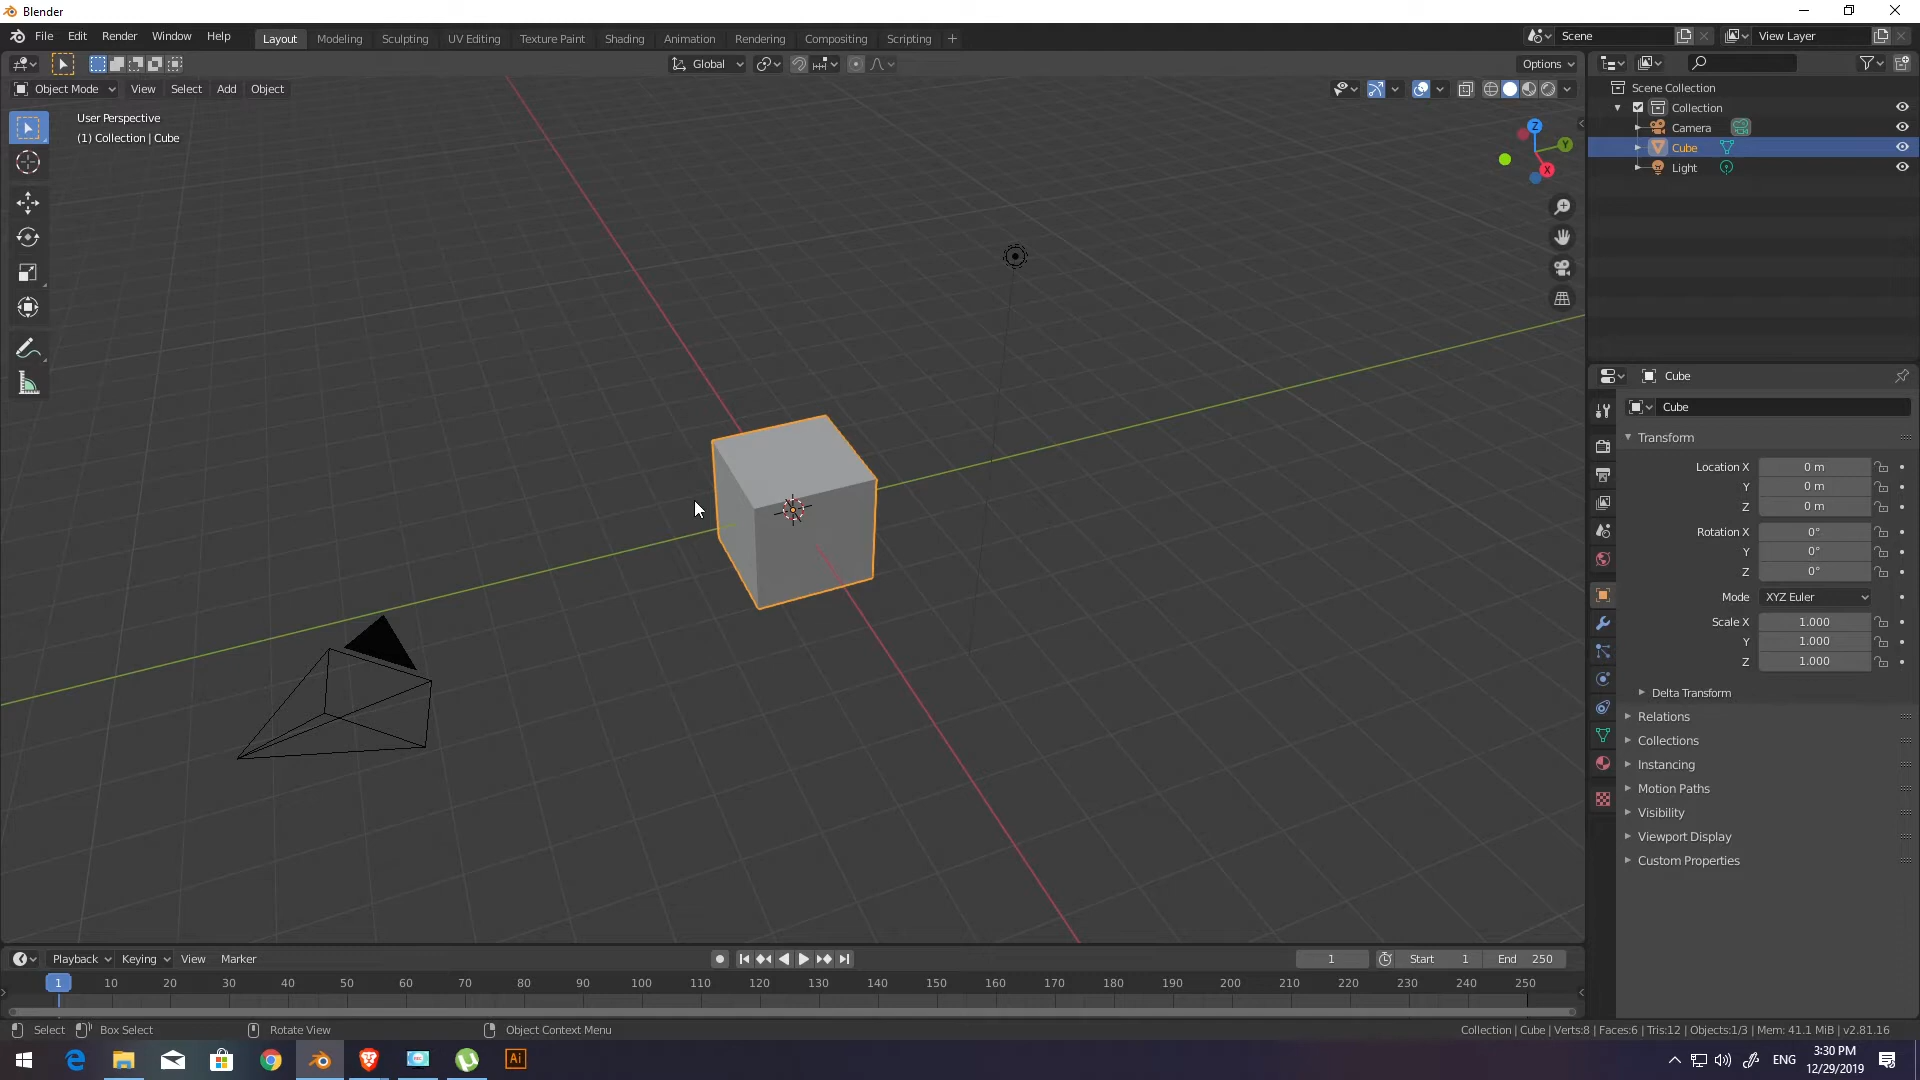 Blender
File Edit Render Window Help Layout Modeling Sculpting UV Editing Texture Paint Shading Animation Rendering Compositing Scripting + Scene View Layer
Global Options
Object Mode View Select Add Object
User Perspective
(1) Collection | Cube
Z
Y
X
Scene Collection
Collection
Camera
Cube
Light
Cube
Cube
Transform
Location X 0 m
Y 0 m
Z 0 m
Rotation X 0°
Y 0°
Z 0°
Mode XYZ Euler
Scale X 1.000
Y 1.000
Z 1.000
Delta Transform
Relations
Collections
Instancing
Motion Paths
Visibility
Viewport Display
Custom Properties
Playback Keying View Marker 1 Start 1 End 250
1 10 20 30 40 50 60 70 80 90 100 110 120 130 140 150 160 170 180 190 200 210 220 230 240 250
Select Box Select Rotate View Object Context Menu Collection | Cube | Verts:8 | Faces:6 | Tris:12 | Objects:1/3 | Mem: 41.1 MiB | v2.81.16
Ai ENG 3:30 PM
12/29/2019